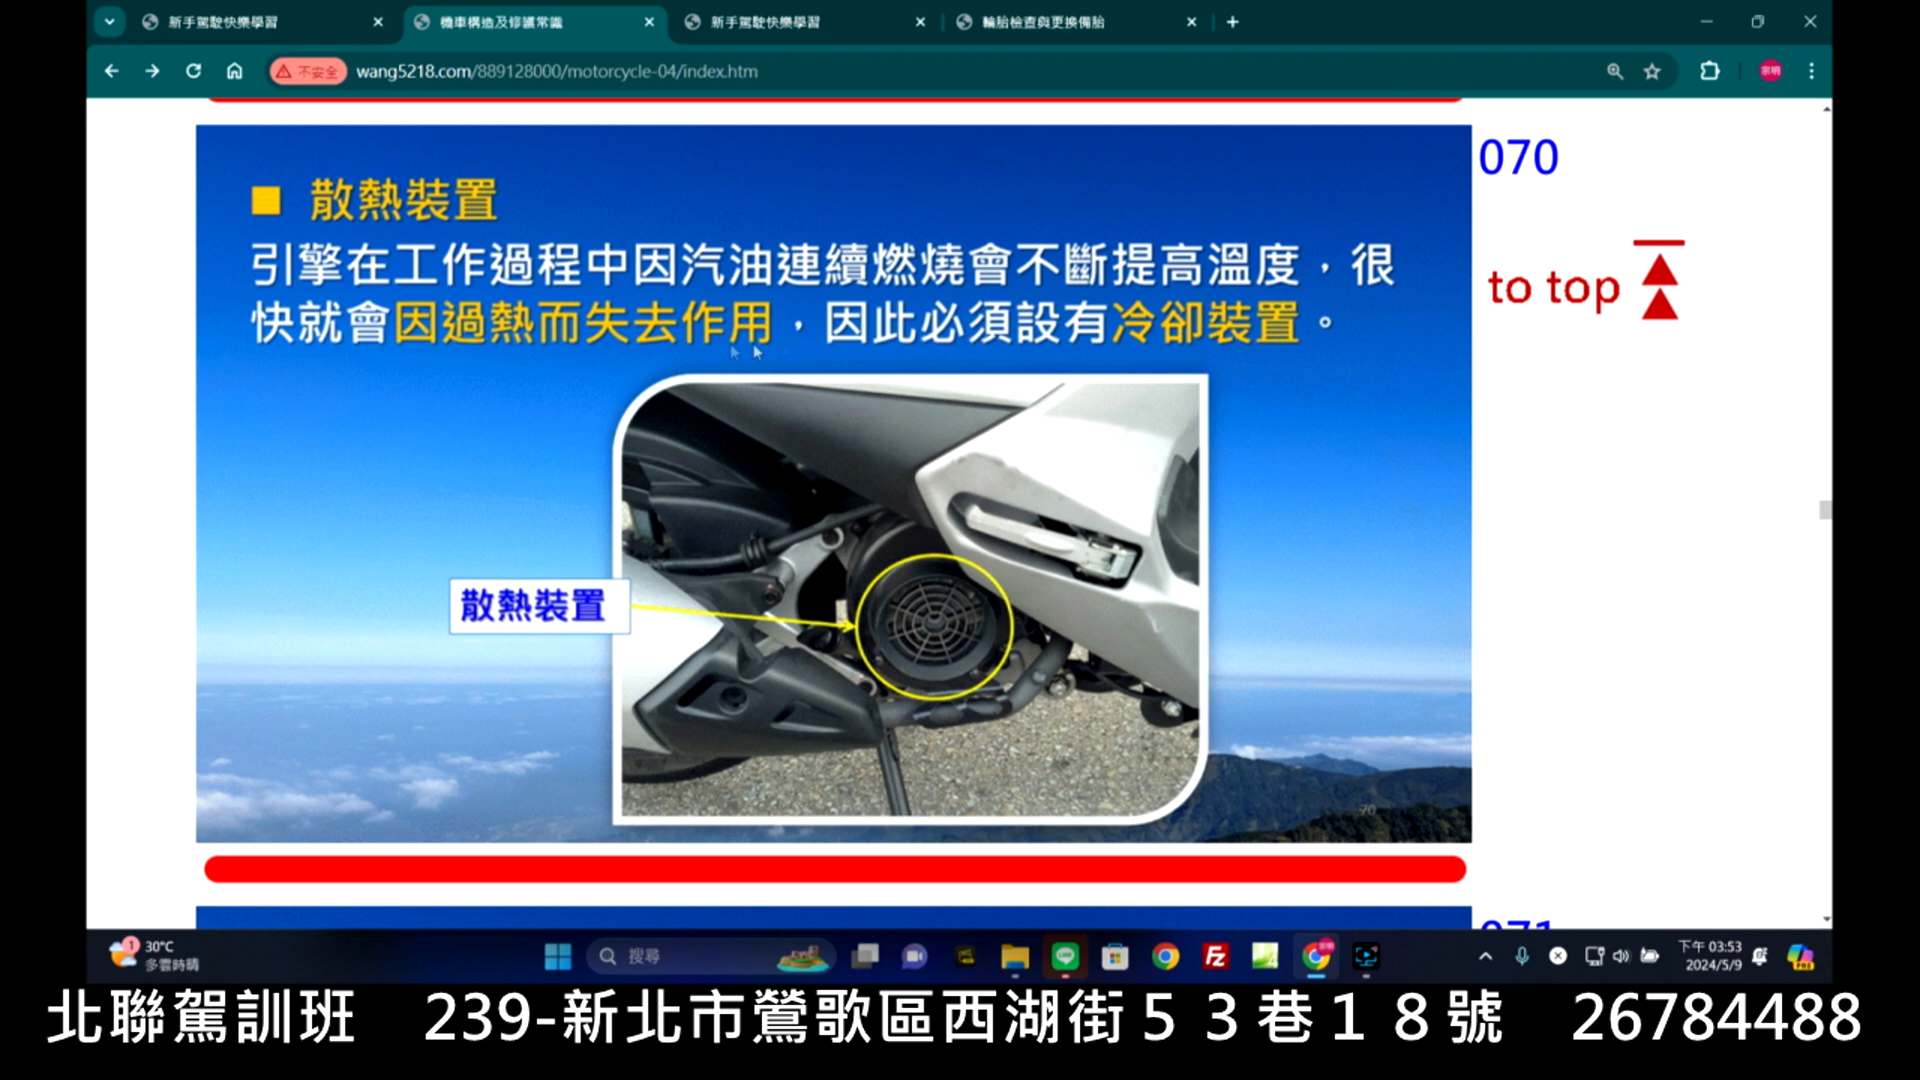 新手駕駛快樂學習
機車構造及修護常識
新手駕駛快樂學習
輪胎檢查與更換備胎
不安全
wang5218.com/889128000/motorcycle-04/index.htm
宗明
070
■ 散熱裝置
引擎在工作過程中因汽油連續燃燒會不斷提高溫度，很
快就會因過熱而失去作用，因此必須設有冷卻裝置。
to top
散熱裝置
70
071
1
30°C
多雲時晴
搜尋
下午 03:53
2024/5/9
北聯駕訓班 239-新北市鶯歌區西湖街５３巷１８號 26784488